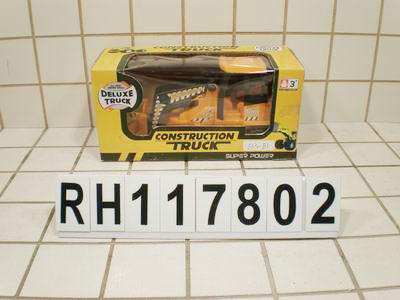 DELUXE
TRUCK
3+
CONSTRUCTION
TRUCK
SUPER POWER
RH117802